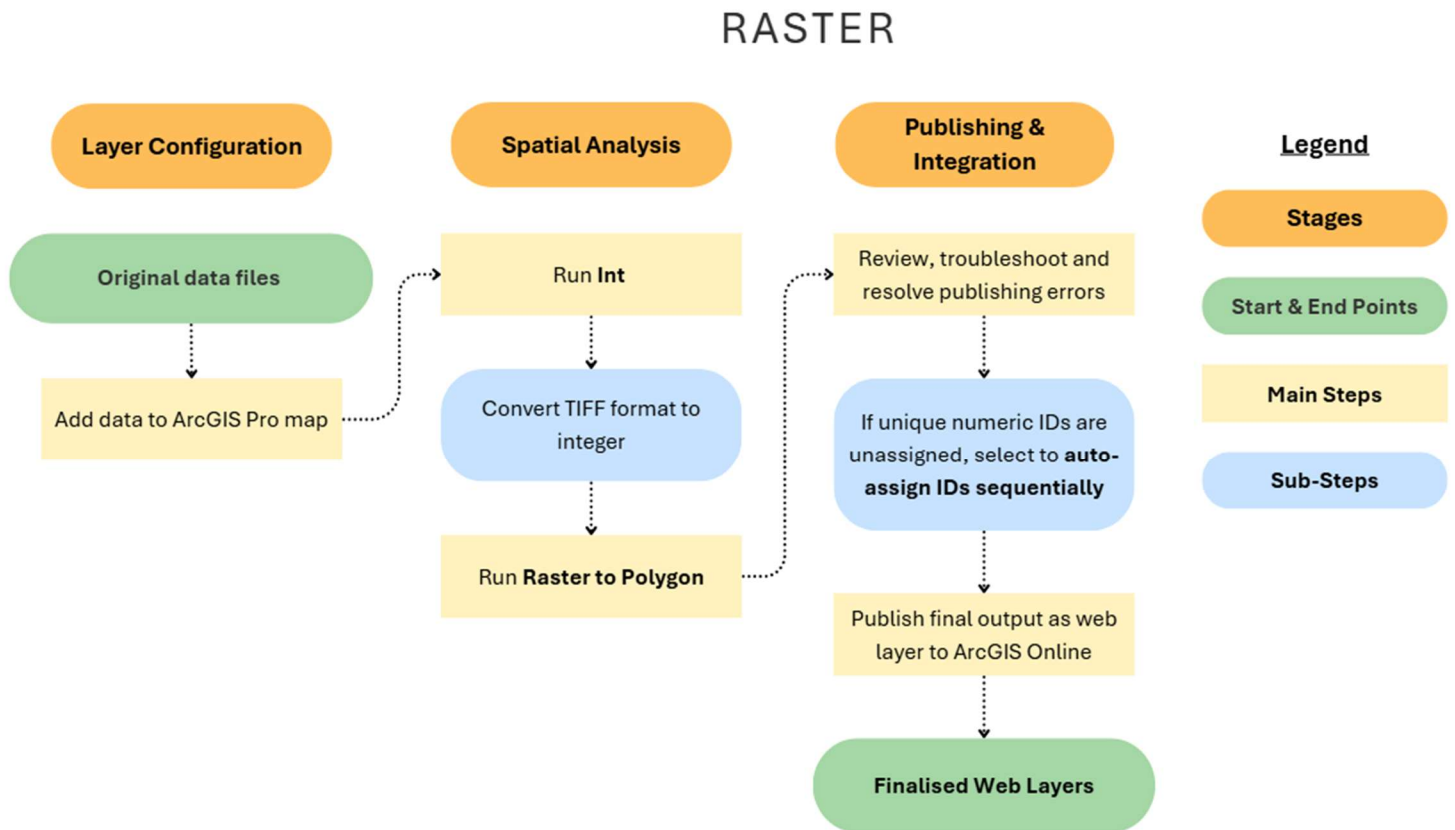 RASTER
Layer Configuration
Original data files
Add data to ArcGIS Pro map
Spatial Analysis
Run Int
Convert TIFF format to
integer
Run Raster to Polygon
Publishing &
Integration
Review, troubleshoot and
resolve publishing errors
If unique numeric IDs are
unassigned, select to auto-
assign IDs sequentially
Publish final output as web
layer to ArcGIS Online
Finalised Web Layers
Legend
Stages
Start & End Points
Main Steps
Sub-Steps